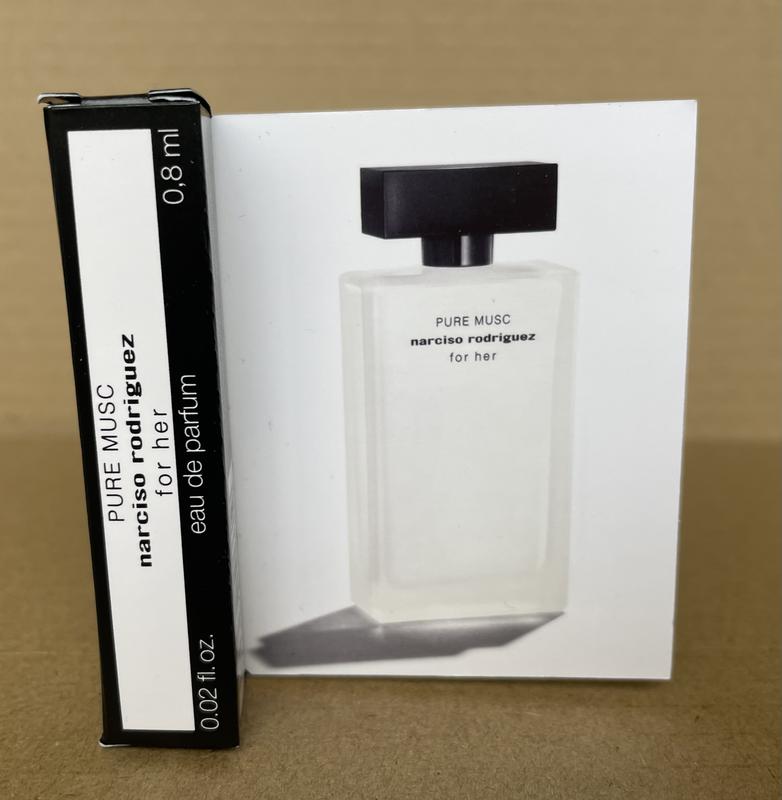 PURE MUSC
narciso rodriguez
for her
eau de parfum
0.02 fl. oz.
0,8 ml
PURE MUSC
narciso rodriguez
for her